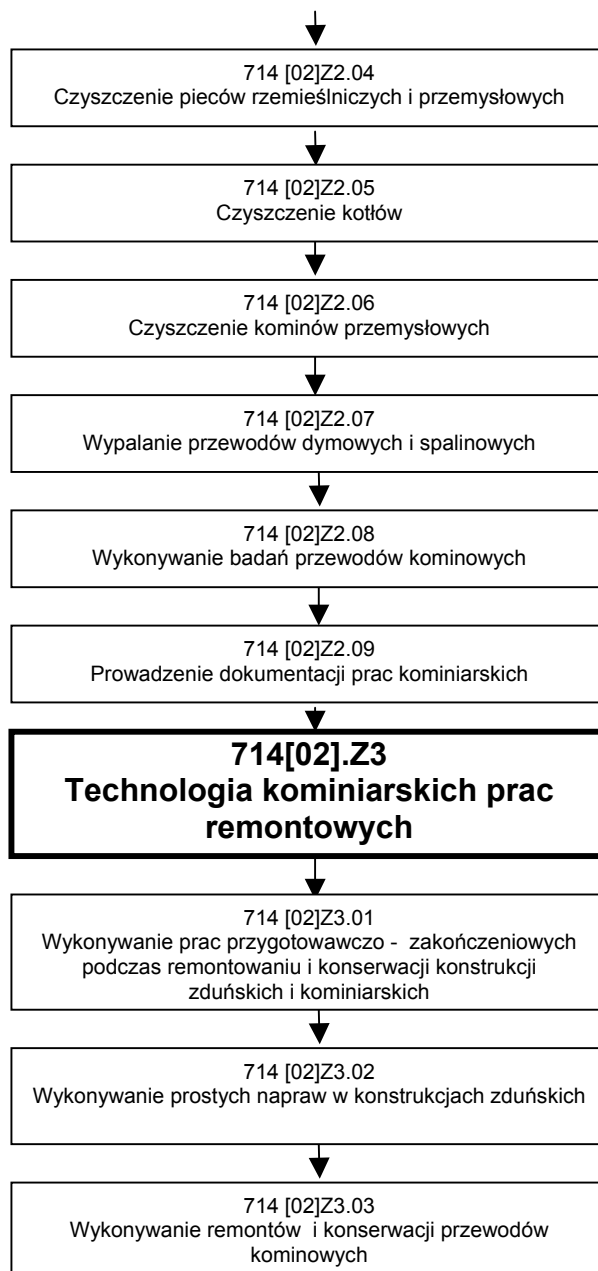 714 [02]Z2.04
Czyszczenie pieców rzemieślniczych i przemysłowych
714 [02]Z2.05
Czyszczenie kotłów
714 [02]Z2.06
Czyszczenie kominów przemysłowych
714 [02]Z2.07
Wypalanie przewodów dymowych i spalinowych
714 [02]Z2.08
Wykonywanie badań przewodów kominowych
714 [02]Z2.09
Prowadzenie dokumentacji prac kominiarskich
714[02].Z3
Technologia kominiarskich prac
remontowych
714 [02]Z3.01
Wykonywanie prac przygotowawczo - zakończeniowych
podczas remontowaniu i konserwacji konstrukcji
zduńskich i kominiarskich
714 [02]Z3.02
Wykonywanie prostych napraw w konstrukcjach zduńskich
714 [02]Z3.03
Wykonywanie remontów i konserwacji przewodów
kominowych